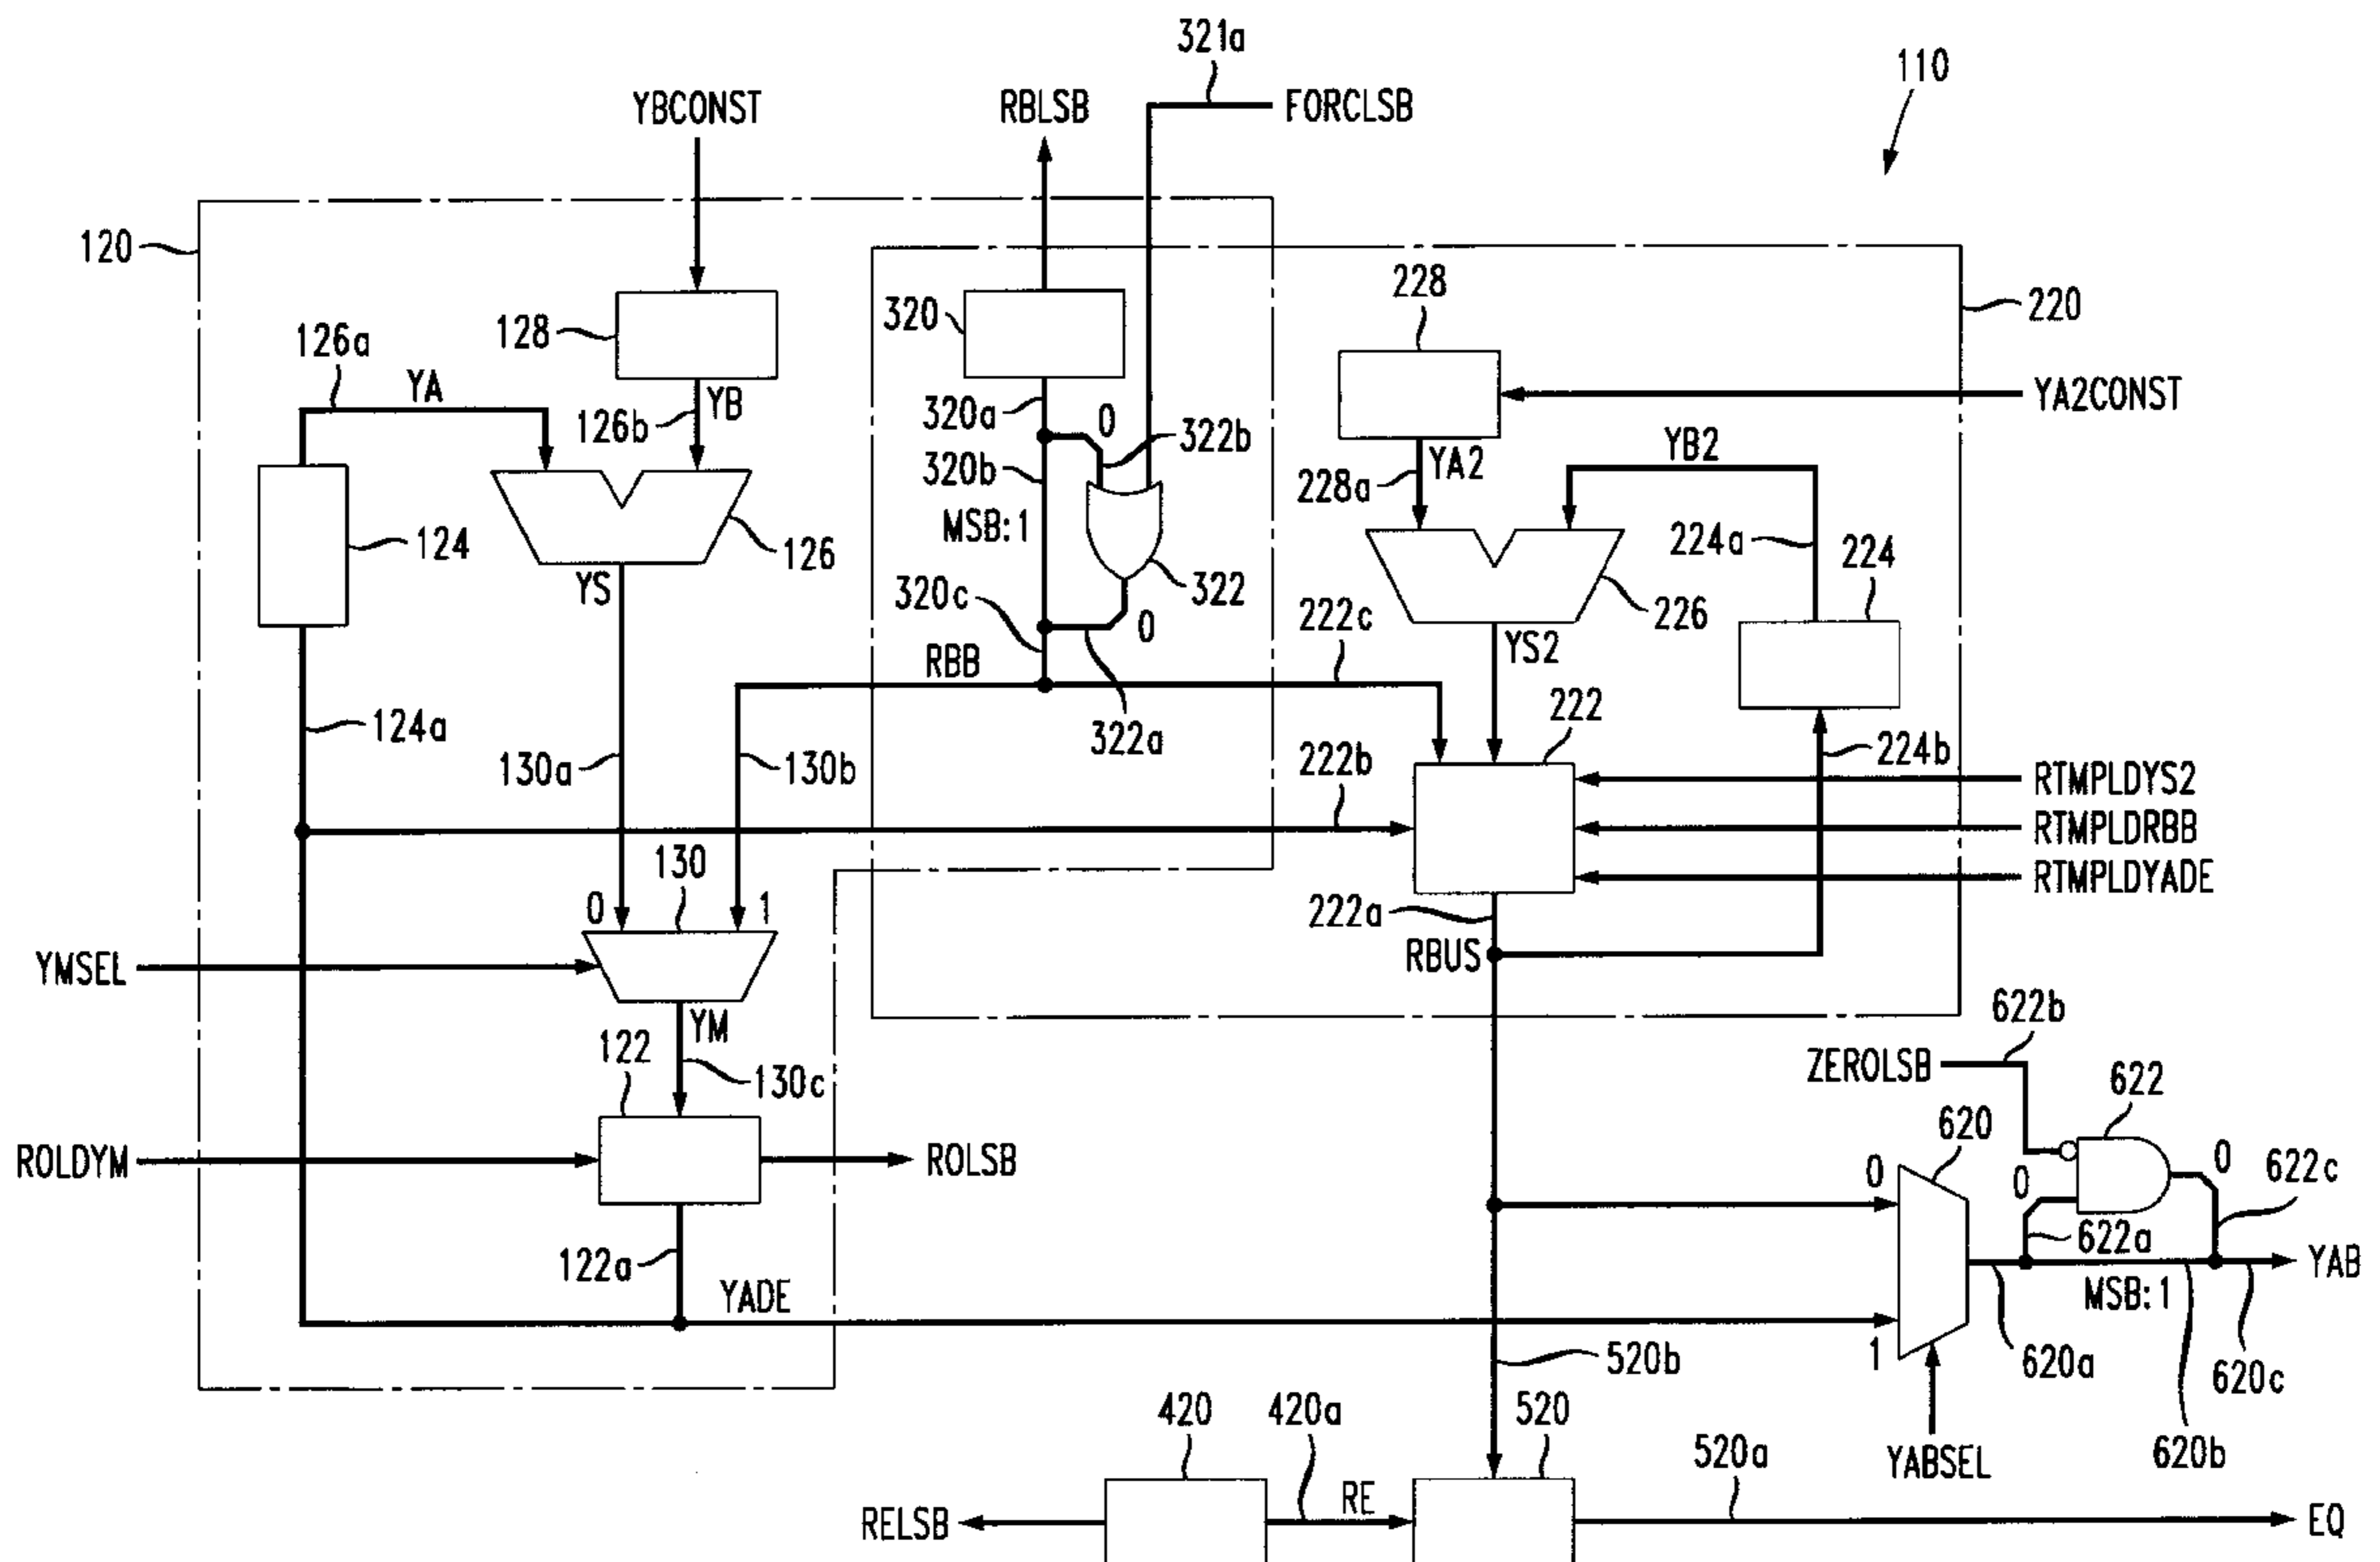 321a
110
YBCONST
RBLSB
FORCLSB
120
220
228
126a
128
320
YA
YB
126b
320a
0
322b
YA2CONST
YB2
228a
YA2
320b
MSB:1
124
126
224a
224
YS
322
320c
0
222c
226
YS2
RBB
222
124a
322a
130a
130b
222b
224b
RTMPLDYS2
RTMPLDRBB
130
RTMPLDYADE
0
1
222a
RBUS
YMSEL
YM
622b
122
130c
ZEROLSB
622
620
ROLDYM
ROLSB
0
0
0
622c
122a
622a
YAB
YADE
MSB:1
1
520b
620a
620c
420
420a
520
520a
YABSEL
620b
RELSB
RE
EQ